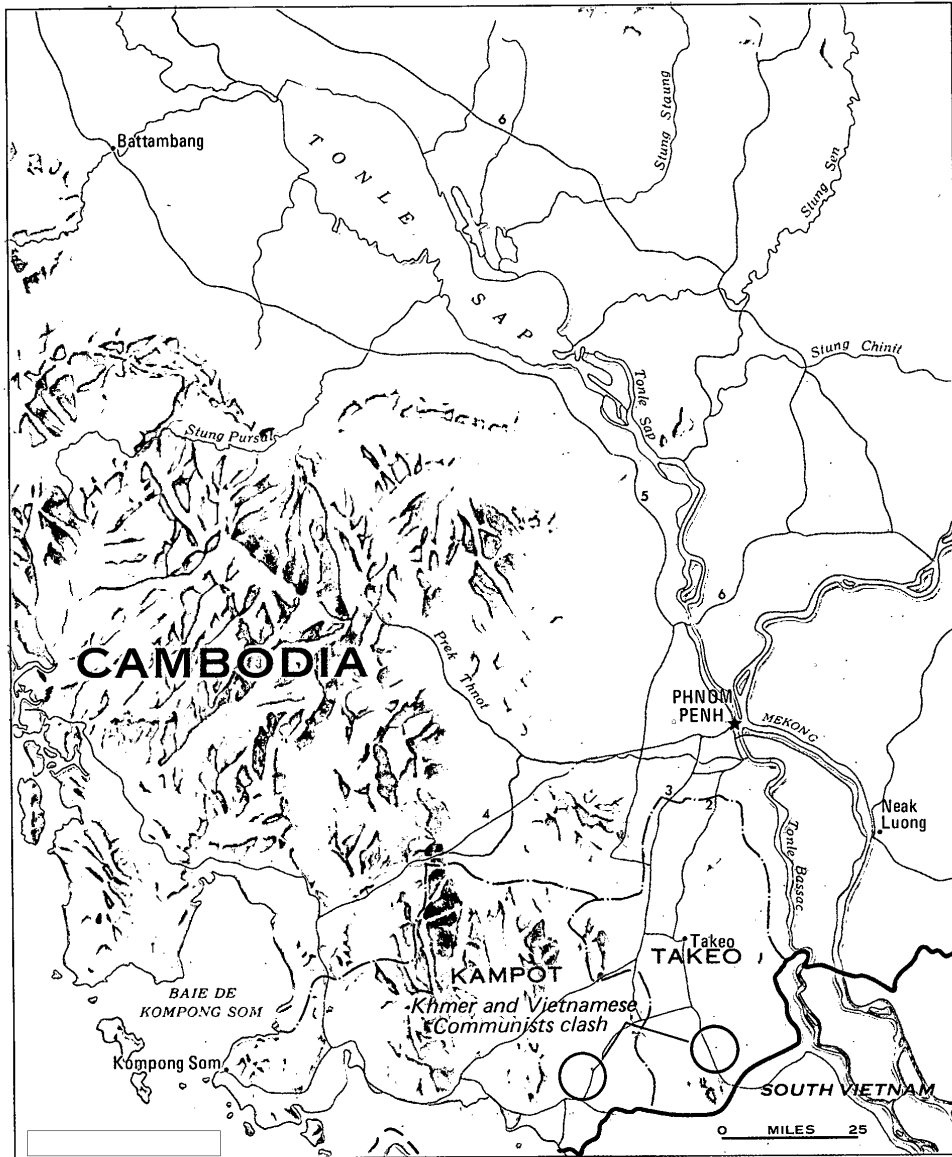 Battambang
TONLE SAP
6
Stung Staung
Stung Sen
Stung Chinit
Tonle Sap
Stung Pursat
5
6
CAMBODIA
Prek Thnot
PHNOM
PENH
MEKONG
3
2
4
Neak
Luong
Tonle Bassac
Takeo
TAKEO
KAMPOT
Khmer and Vietnamese
Communists clash
BAIE DE
KOMPONG SOM
Kompong Som
SOUTH VIETNAM
0 MILES 25